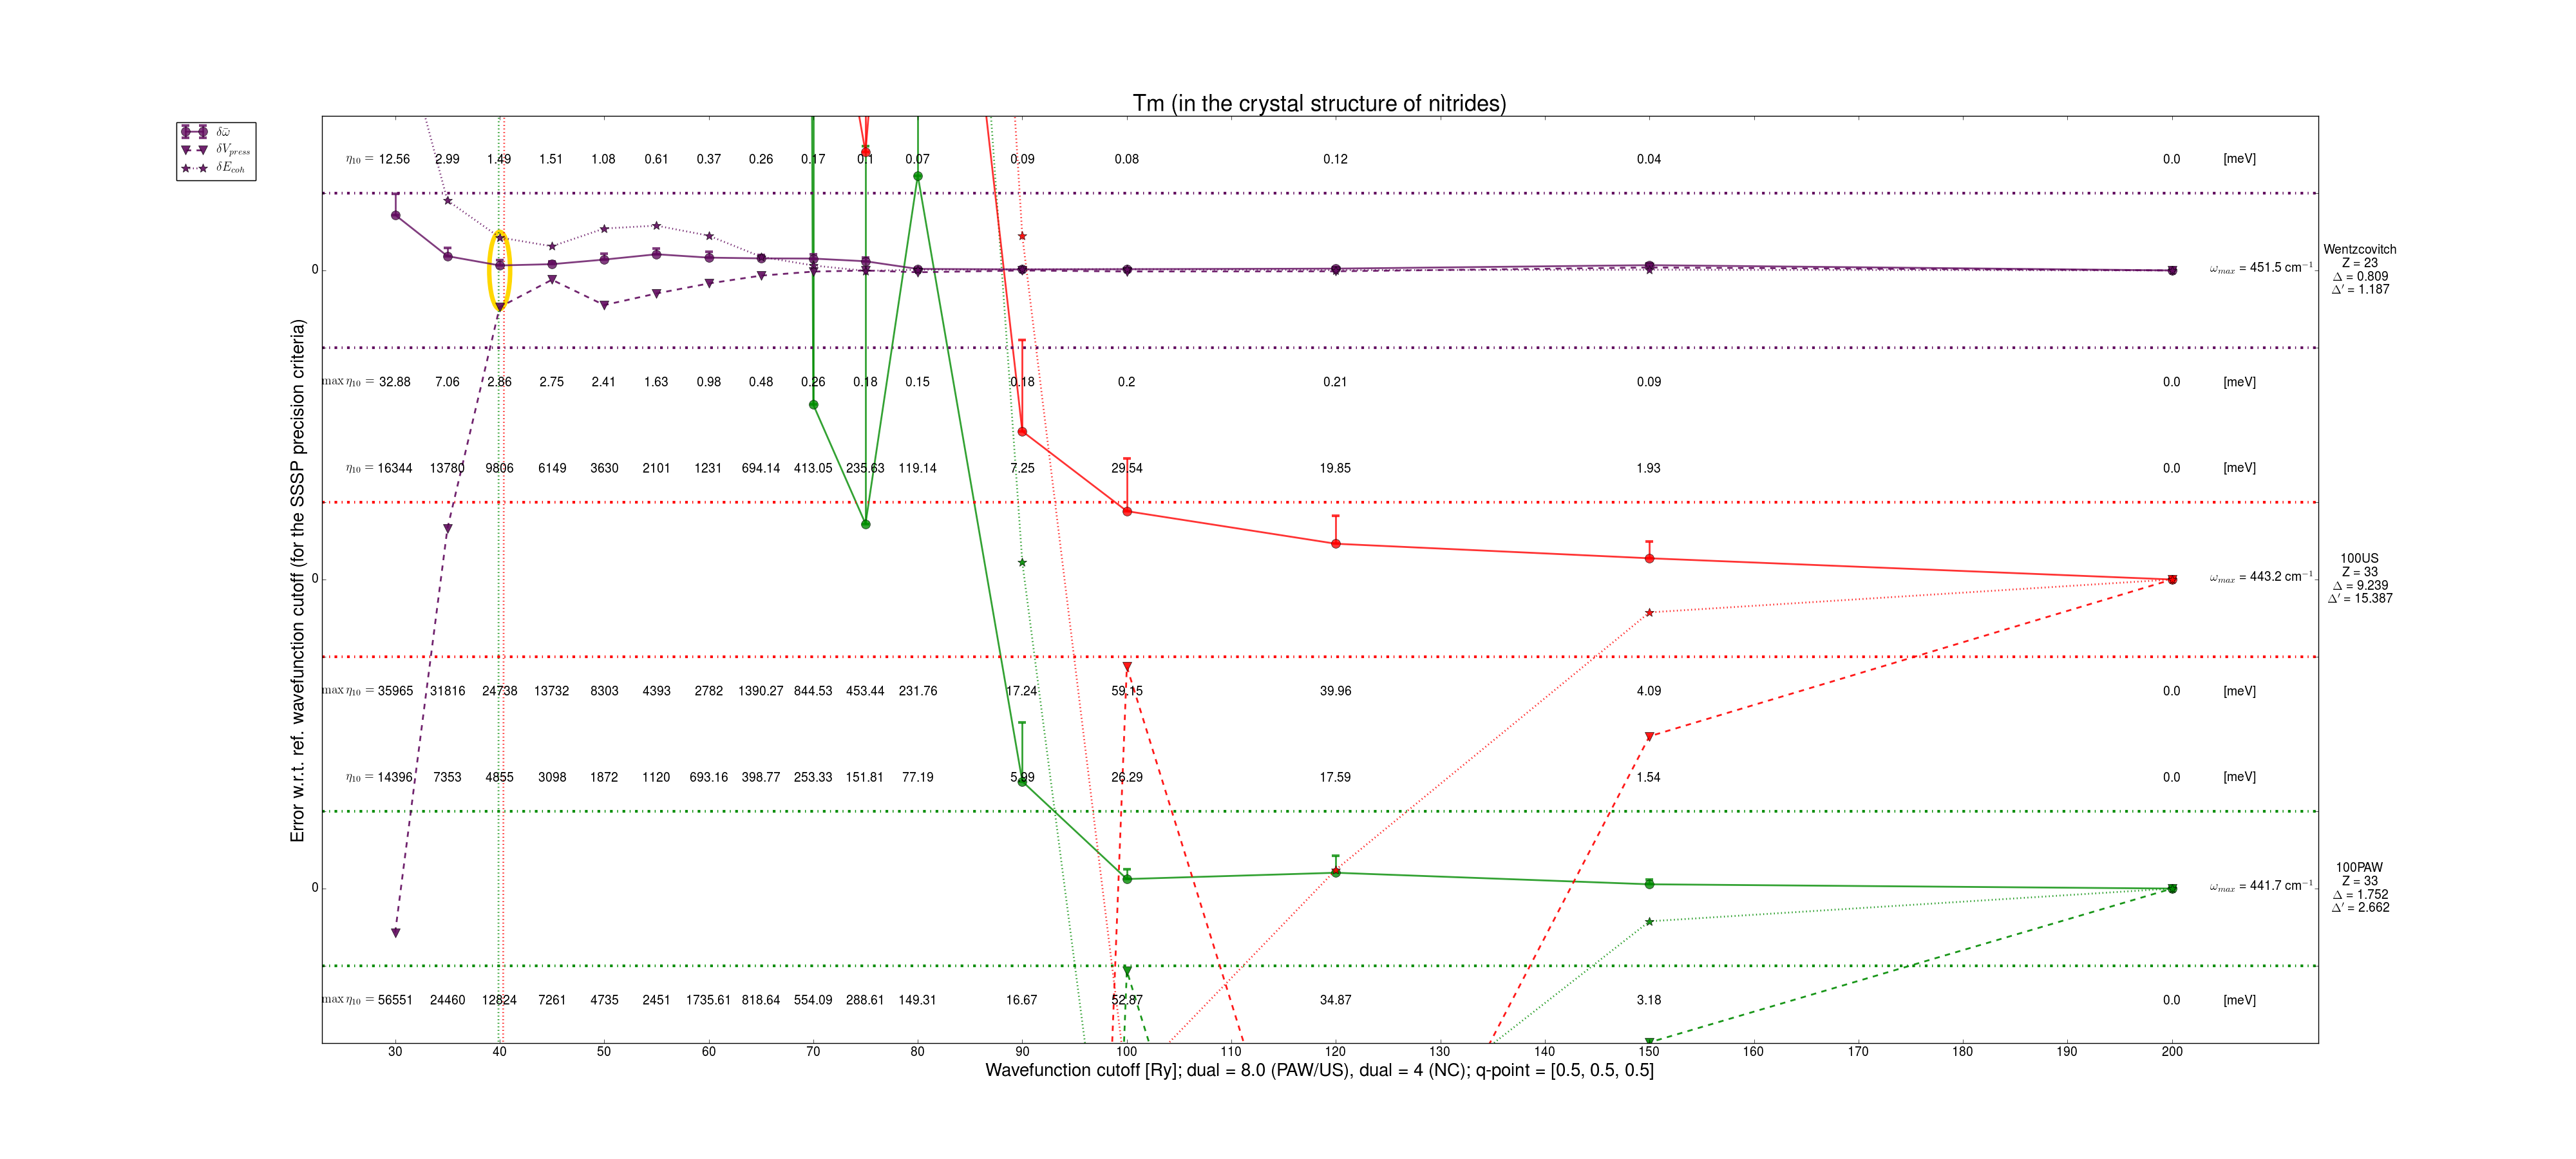 Tm (in the crystal structure of nitrides)
δω̄
δV_press
δE_coh
η₁₀ = 12.56 2.99 1.49 1.51 1.08 0.61 0.37 0.26 0.17 0.1 0.07 0.09 0.08 0.12 0.04 0.0 [meV]
0
ω_max = 451.5 cm⁻¹
Wentzcovitch
Z = 23
Δ = 0.809
Δ′ = 1.187
max η₁₀ = 32.88 7.06 2.86 2.75 2.41 1.63 0.98 0.48 0.26 0.18 0.15 0.18 0.2 0.21 0.09 0.0 [meV]
η₁₀ = 16344 13780 9806 6149 3630 2101 1231 694.14 413.05 235.63 119.14 7.25 29.54 19.85 1.93 0.0 [meV]
0
ω_max = 443.2 cm⁻¹
100US
Z = 33
Δ = 9.239
Δ′ = 15.387
max η₁₀ = 35965 31816 24738 13732 8303 4393 2782 1390.27 844.53 453.44 231.76 17.24 59.15 39.96 4.09 0.0 [meV]
η₁₀ = 14396 7353 4855 3098 1872 1120 693.16 398.77 253.33 151.81 77.19 5.99 26.29 17.59 1.54 0.0 [meV]
0
ω_max = 441.7 cm⁻¹
100PAW
Z = 33
Δ = 1.752
Δ′ = 2.662
max η₁₀ = 56551 24460 12824 7261 4735 2451 1735.61 818.64 554.09 288.61 149.31 16.67 52.87 34.87 3.18 0.0 [meV]
30 40 50 60 70 80 90 100 110 120 130 140 150 160 170 180 190 200
Wavefunction cutoff [Ry]; dual = 8.0 (PAW/US), dual = 4 (NC); q-point = [0.5, 0.5, 0.5]
Error w.r.t. ref. wavefunction cutoff (for the SSSP precision criteria)